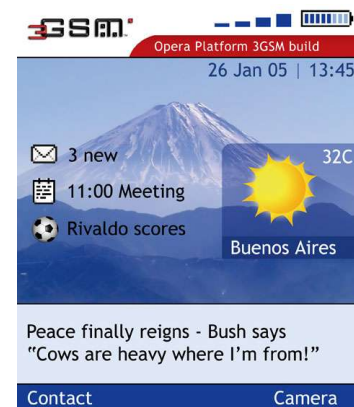 3GSM
Opera Platform 3GSM build
26 Jan 05 | 13:45
3 new
32C
11:00 Meeting
Rivaldo scores
Buenos Aires
Peace finally reigns - Bush says
“Cows are heavy where I’m from!”
Contact
Camera